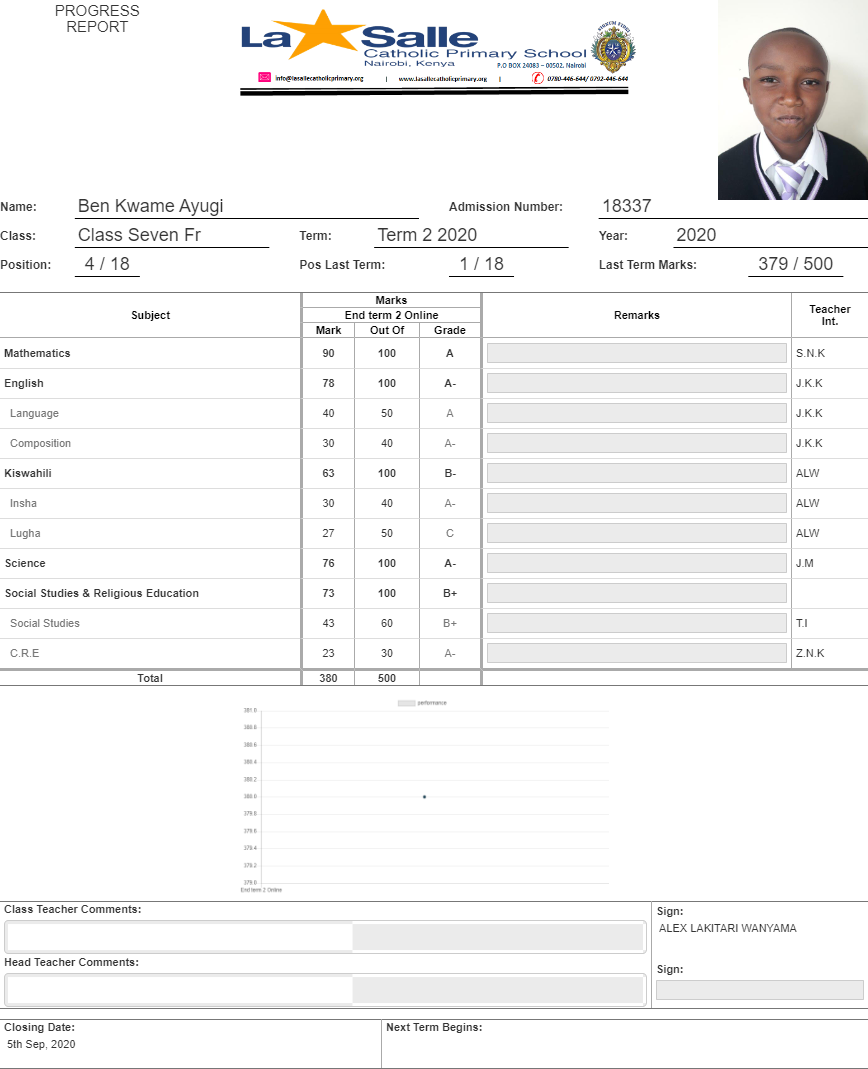 PROGRESS
REPORT
La Salle
Catholic Primary School
Nairobi, Kenya
P.O BOX 24083 – 00502, Nairobi
info@lasallecatholicprimary.org | www.lasallecatholicprimary.org | 0780-446-644/ 0792-446-644
Name: Ben Kwame Ayugi Admission Number: 18337
Class: Class Seven Fr Term: Term 2 2020 Year: 2020
Position: 4 / 18 Pos Last Term: 1 / 18 Last Term Marks: 379 / 500
Subject Marks Remarks Teacher Int.
End term 2 Online
Mark Out Of Grade
Mathematics 90 100 A S.N.K
English 78 100 A- J.K.K
Language 40 50 A J.K.K
Composition 30 40 A- J.K.K
Kiswahili 63 100 B- ALW
Insha 30 40 A- ALW
Lugha 27 50 C ALW
Science 76 100 A- J.M
Social Studies & Religious Education 73 100 B+
Social Studies 43 60 B+ T.I
C.R.E 23 30 A- Z.N.K
Total 380 500
performance
381.0
380.8
380.6
380.4
380.2
380.0
379.8
379.6
379.4
379.2
379.0
End term 2 Online
Class Teacher Comments:
Sign:
ALEX LAKITARI WANYAMA
Head Teacher Comments:
Sign:
Closing Date: Next Term Begins:
5th Sep, 2020